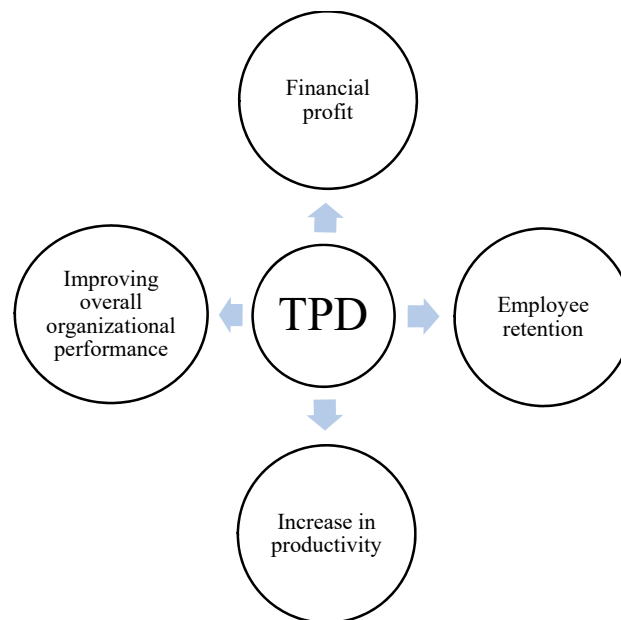 Financial
profit
Improving
overall
organizational
performance
TPD
Employee
retention
Increase in
productivity